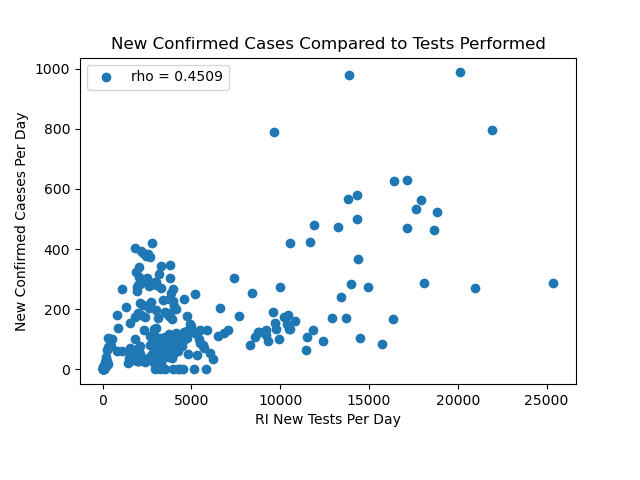 New Confirmed Cases Compared to Tests Performed
rho = 0.4509
New Confirmed Caeses Per Day
1000
800
600
400
200
0
0 5000 10000 15000 20000 25000
RI New Tests Per Day